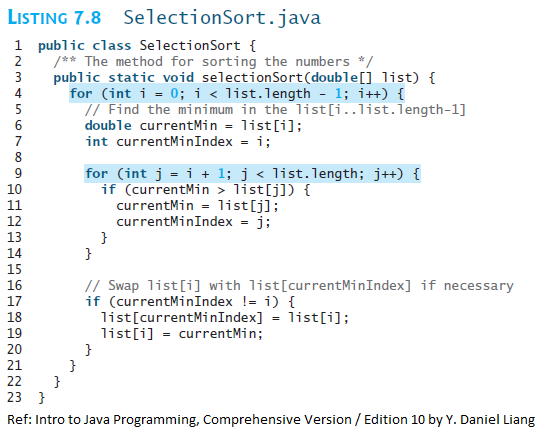 LISTING 7.8 SelectionSort.java
1 public class SelectionSort {
2 /** The method for sorting the numbers */
3 public static void selectionSort(double[] list) {
4 for (int i = 0; i < list.length - 1; i++) {
5 // Find the minimum in the list[i..list.length-1]
6 double currentMin = list[i];
7 int currentMinIndex = i;
8
9 for (int j = i + 1; j < list.length; j++) {
10 if (currentMin > list[j]) {
11 currentMin = list[j];
12 currentMinIndex = j;
13 }
14 }
15
16 // Swap list[i] with list[currentMinIndex] if necessary
17 if (currentMinIndex != i) {
18 list[currentMinIndex] = list[i];
19 list[i] = currentMin;
20 }
21 }
22 }
23 }
Ref: Intro to Java Programming, Comprehensive Version / Edition 10 by Y. Daniel Liang